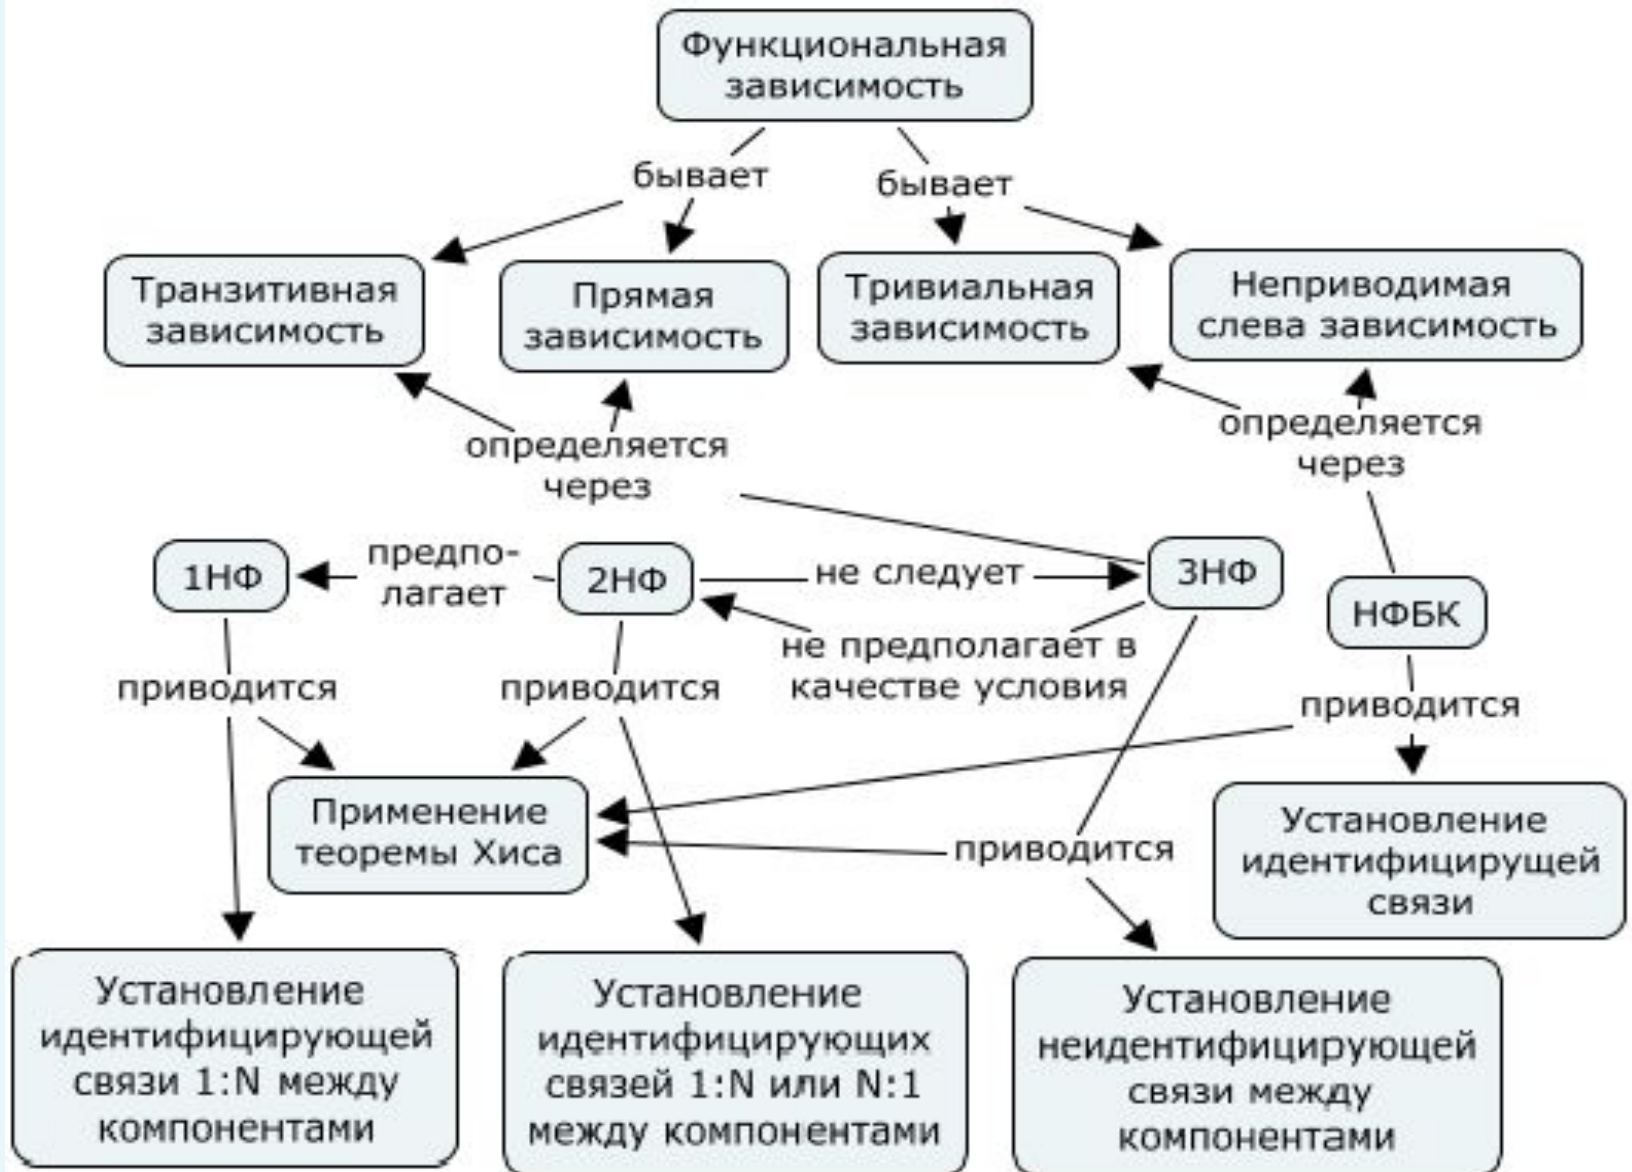 Функциональная
зависимость
бывает
бывает
Транзитивная
зависимость
Прямая
зависимость
Тривиальная
зависимость
Неприводимая
слева зависимость
определяется
через
определяется
через
1НФ
предпо-
лагает
2НФ
не следует
3НФ
НФБК
не предполагает в
качестве условия
приводится
приводится
приводится
Применение
теоремы Хиса
приводится
Установление
идентифицирущей
связи
Установление
идентифицирующей
связи 1:N между
компонентами
Установление
идентифицирующих
связей 1:N или N:1
между компонентами
Установление
неидентифицирующей
связи между
компонентами